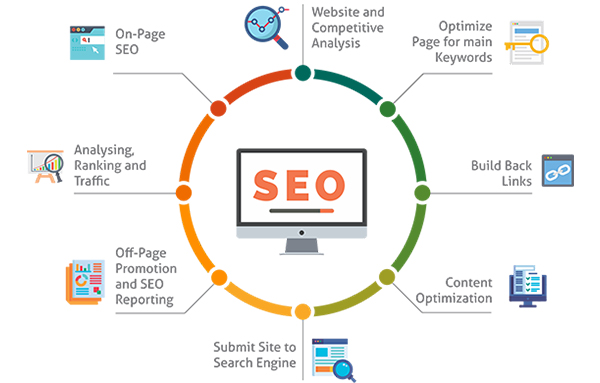 Website and
Competitive
Analysis
Optimize
Page for main
Keywords
Build Back
Links
Content
Optimization
Submit Site to
Search Engine
Off-Page
Promotion
and SEO
Reporting
Analysing,
Ranking and
Traffic
On-Page
SEO
SEO